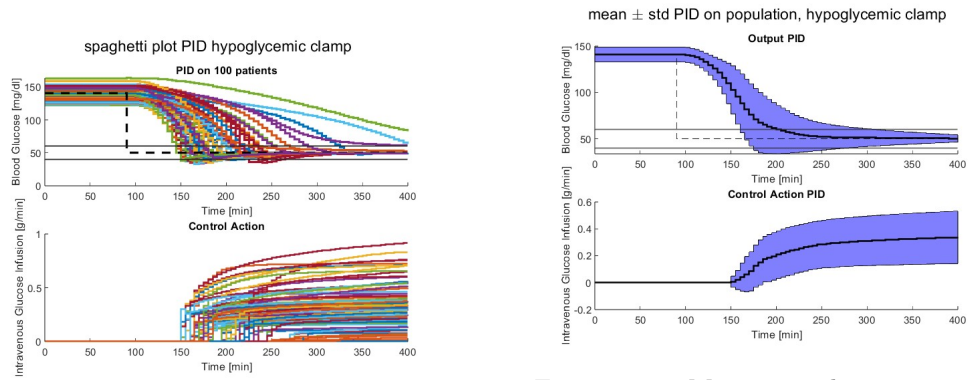 spaghetti plot PID hypoglycemic clamp
PID on 100 patients
Blood Glucose [mg/dl]
150
100
50
0
0 50 100 150 200 250 300 350 400
Time [min]
Control Action
Intravenous Glucose Infusion [g/min]
1
0.5
0
0 50 100 150 200 250 300 350 400
Time [min]
mean ± std PID on population, hypoglycemic clamp
Output PID
Blood Glucose [mg/dl]
150
100
50
0 50 100 150 200 250 300 350 400
Time [min]
Control Action PID
Intravenous Glucose Infusion [g/min]
0.6
0.4
0.2
0
-0.2
0 50 100 150 200 250 300 350 400
Time [min]